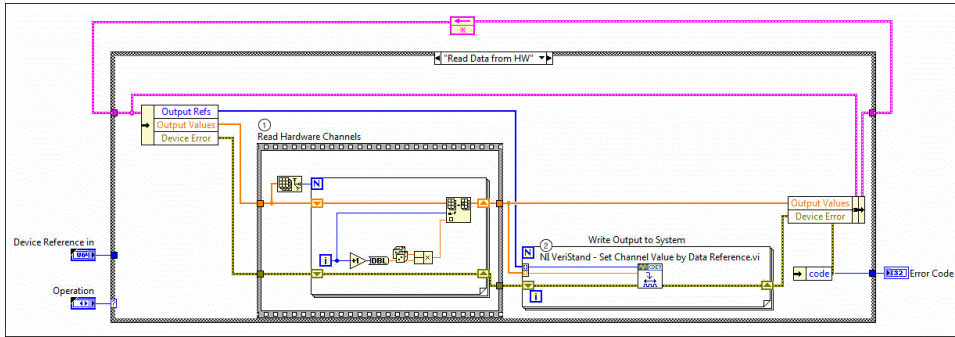 "Read Data from HW"
Output Refs
Output Values
Device Error
1
Read Hardware Channels
N
i
+1
DBL
Device Reference in
U64
Operation
Write Output to System
2
NI VeriStand - Set Channel Value by Data Reference.vi
N
i
Output Values
Device Error
code
I32
Error Code